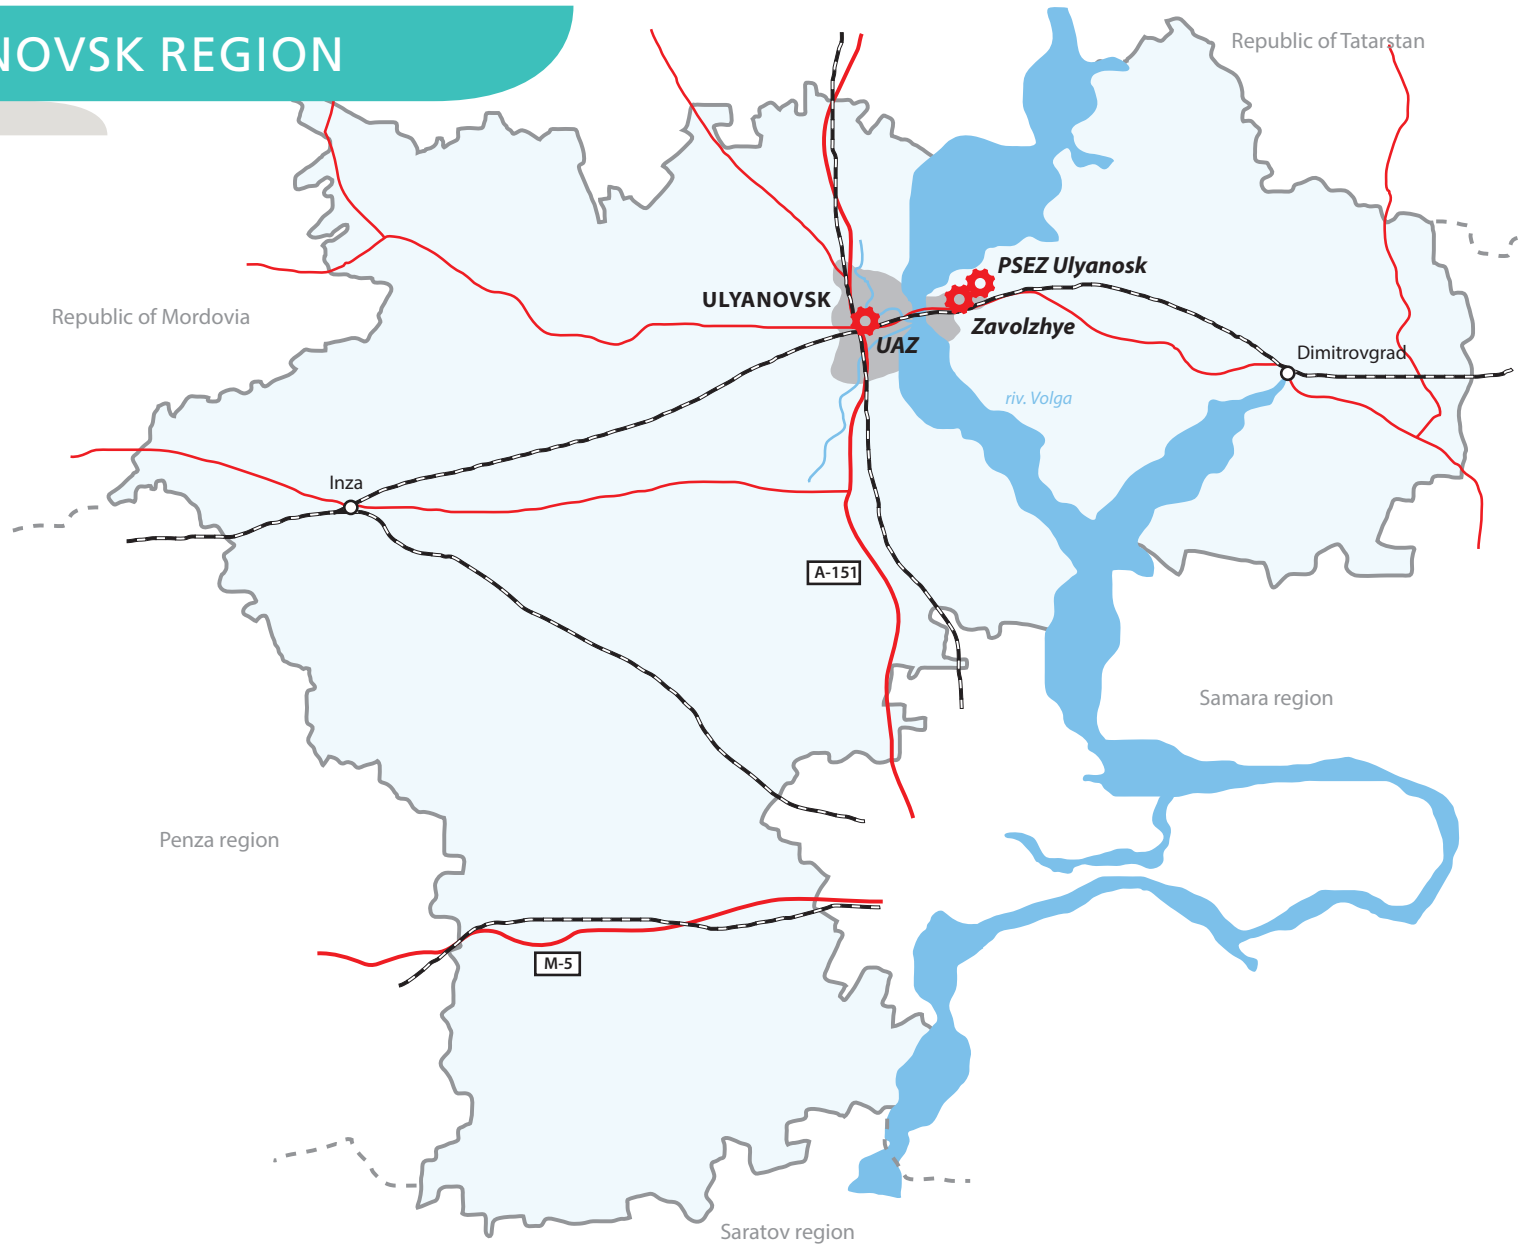 NOVSK REGION
Republic of Tatarstan
PSEZ Ulyanosk
ULYANOVSK
Republic of Mordovia
Zavolzhye
UAZ
Dimitrovgrad
riv. Volga
Inza
A-151
Samara region
Penza region
M-5
Saratov region